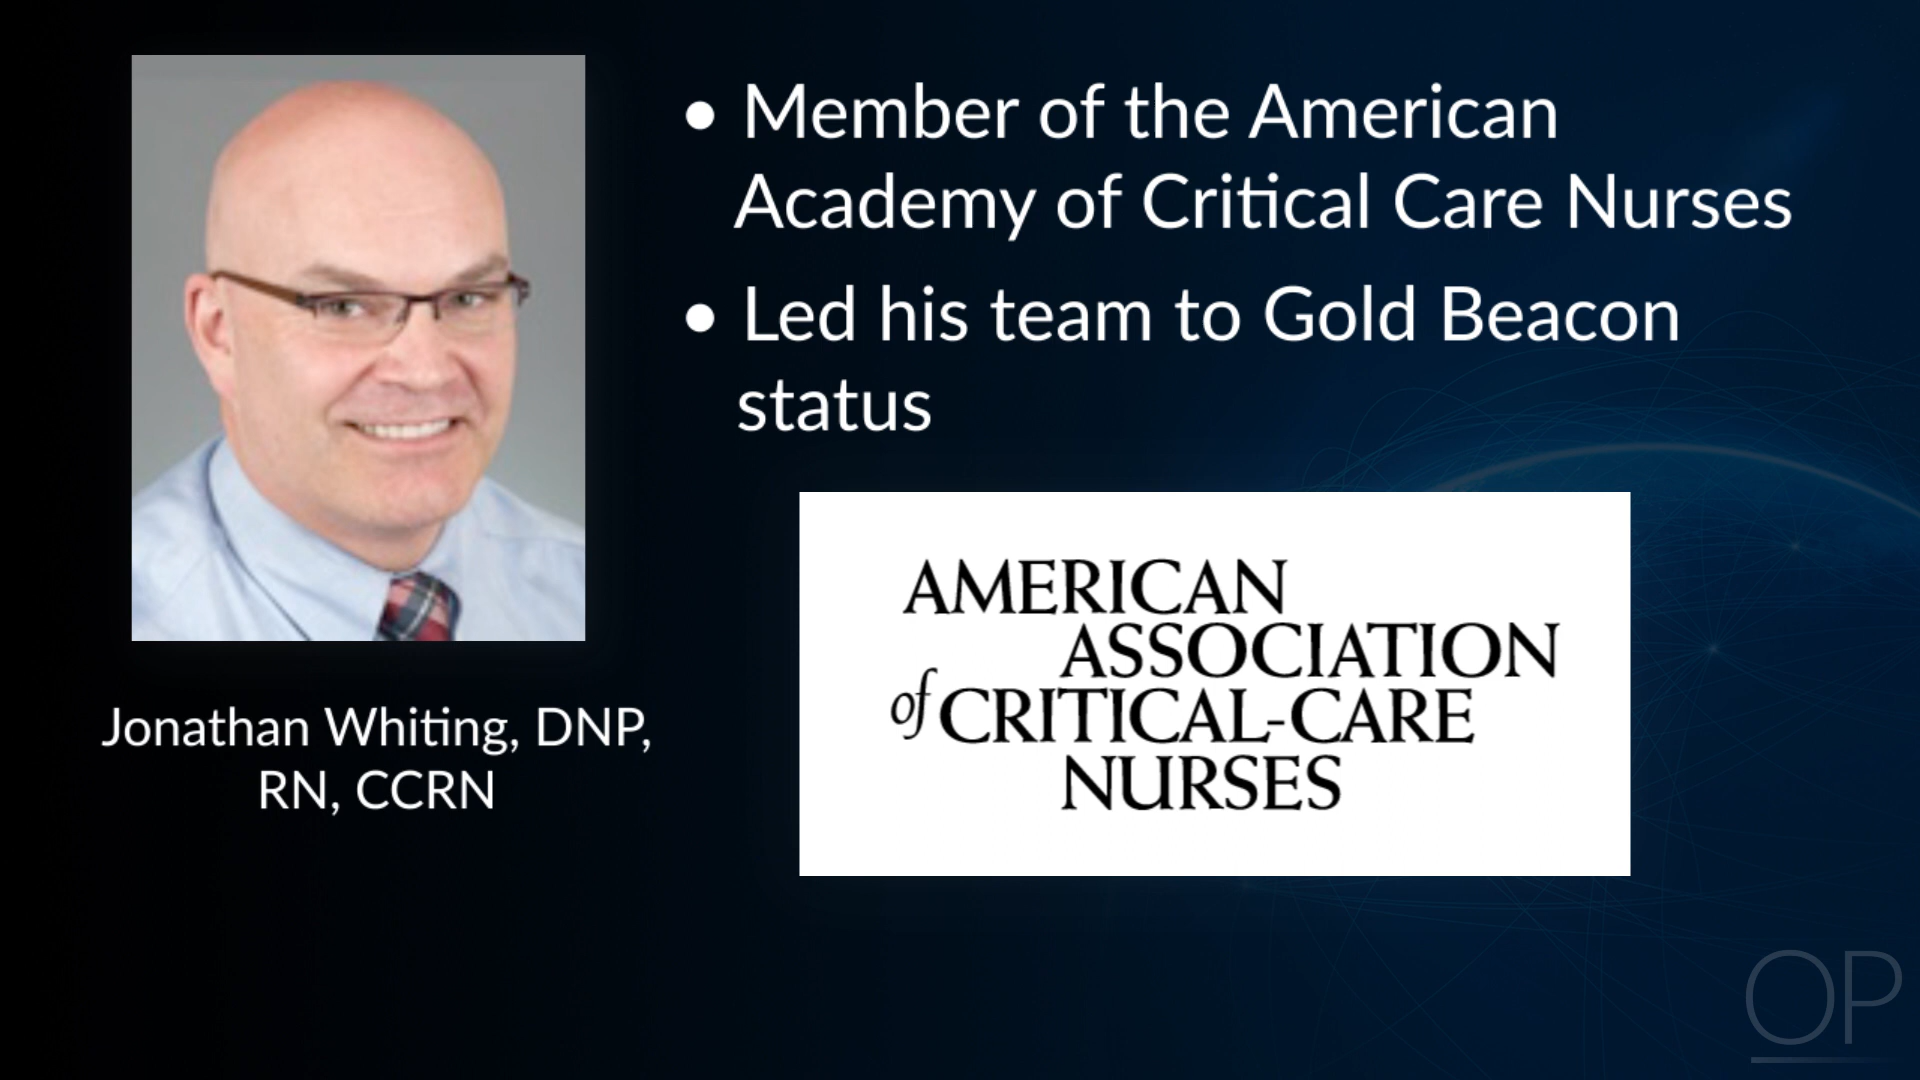 • Member of the American
Academy of Critical Care Nurses
• Led his team to Gold Beacon
status
Jonathan Whiting, DNP,
RN, CCRN
AMERICAN
ASSOCIATION
of CRITICAL-CARE
NURSES
OP